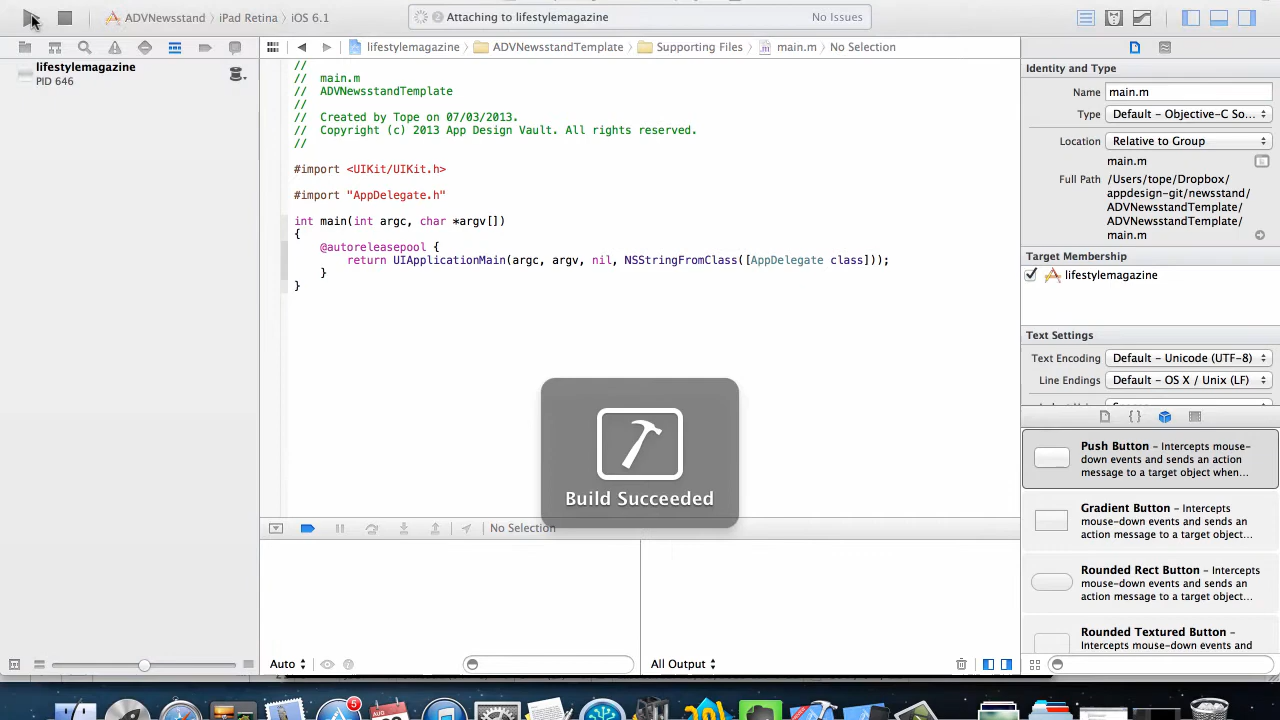 ADVNewsstand › iPad Retina › iOS 6.1
2 Attaching to lifestylemagazine
No Issues
lifestylemagazine
PID 646
lifestylemagazine › ADVNewsstandTemplate › Supporting Files › main.m › No Selection
//
//  main.m
//  ADVNewsstandTemplate
//
//  Created by Tope on 07/03/2013.
//  Copyright (c) 2013 App Design Vault. All rights reserved.
//
#import <UIKit/UIKit.h>
#import "AppDelegate.h"
int main(int argc, char *argv[])
{
    @autoreleasepool {
        return UIApplicationMain(argc, argv, nil, NSStringFromClass([AppDelegate class]));
    }
}
Build Succeeded
No Selection
Auto
All Output
Identity and Type
Name main.m
Type Default - Objective-C So...
Location Relative to Group
main.m
Full Path /Users/tope/Dropbox/
appdesign-git/newsstand/
ADVNewsstandTemplate/
ADVNewsstandTemplate/
main.m
Target Membership
lifestylemagazine
Text Settings
Text Encoding Default - Unicode (UTF-8)
Line Endings Default - OS X / Unix (LF)
{ }
Push Button - Intercepts mouse-
down events and sends an action
message to a target object when...
Gradient Button - Intercepts
mouse-down events and sends an
action message to a target object...
Rounded Rect Button - Intercepts
mouse-down events and sends an
action message to a target object...
Rounded Textured Button -
Intercepts mouse-down events and
5